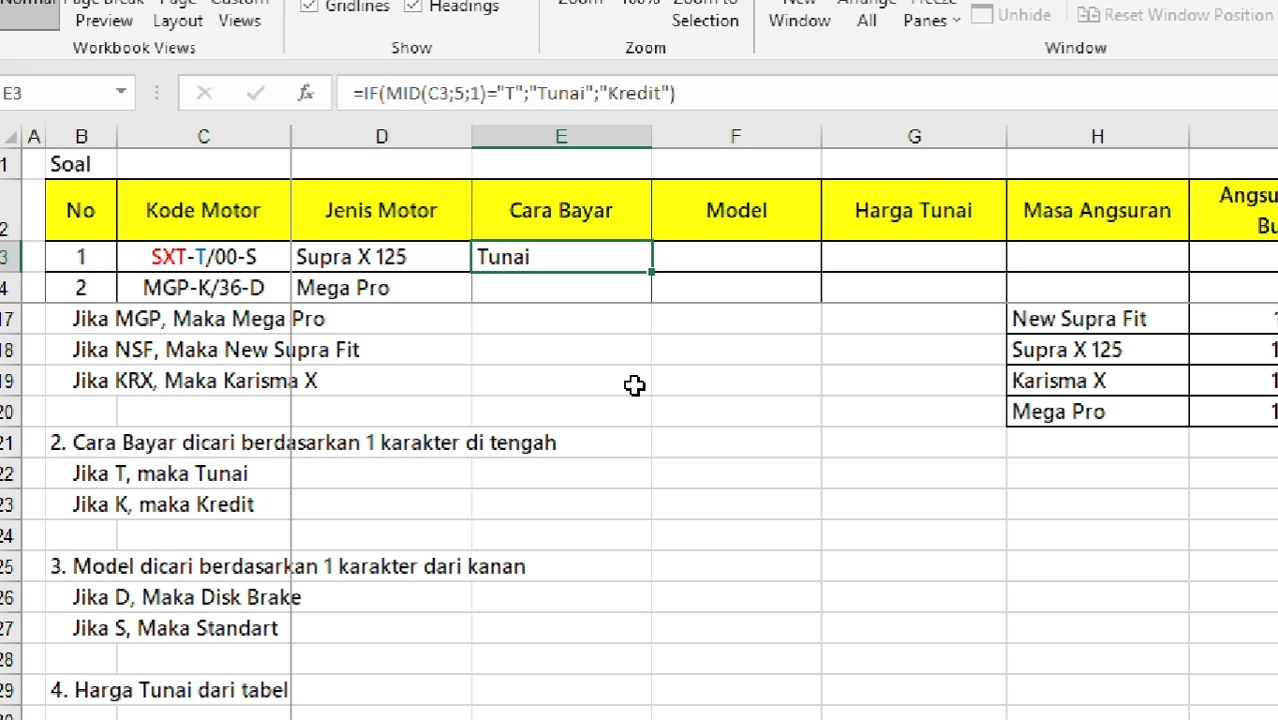 Preview Layout Views
Workbook Views
Gridlines Headings
Show
Selection
Zoom
Window All Panes Unhide Reset Window Position
Window
E3 fx =IF(MID(C3;5;1)="T";"Tunai";"Kredit")
A B C D E F G H
1 Soal
2 No Kode Motor Jenis Motor Cara Bayar Model Harga Tunai Masa Angsuran
3 1 SXT-T/00-S Supra X 125 Tunai
4 2 MGP-K/36-D Mega Pro
17 Jika MGP, Maka Mega Pro New Supra Fit
18 Jika NSF, Maka New Supra Fit Supra X 125
19 Jika KRX, Maka Karisma X Karisma X
20 Mega Pro
21 2. Cara Bayar dicari berdasarkan 1 karakter di tengah
22 Jika T, maka Tunai
23 Jika K, maka Kredit
24
25 3. Model dicari berdasarkan 1 karakter dari kanan
26 Jika D, Maka Disk Brake
27 Jika S, Maka Standart
28
29 4. Harga Tunai dari tabel